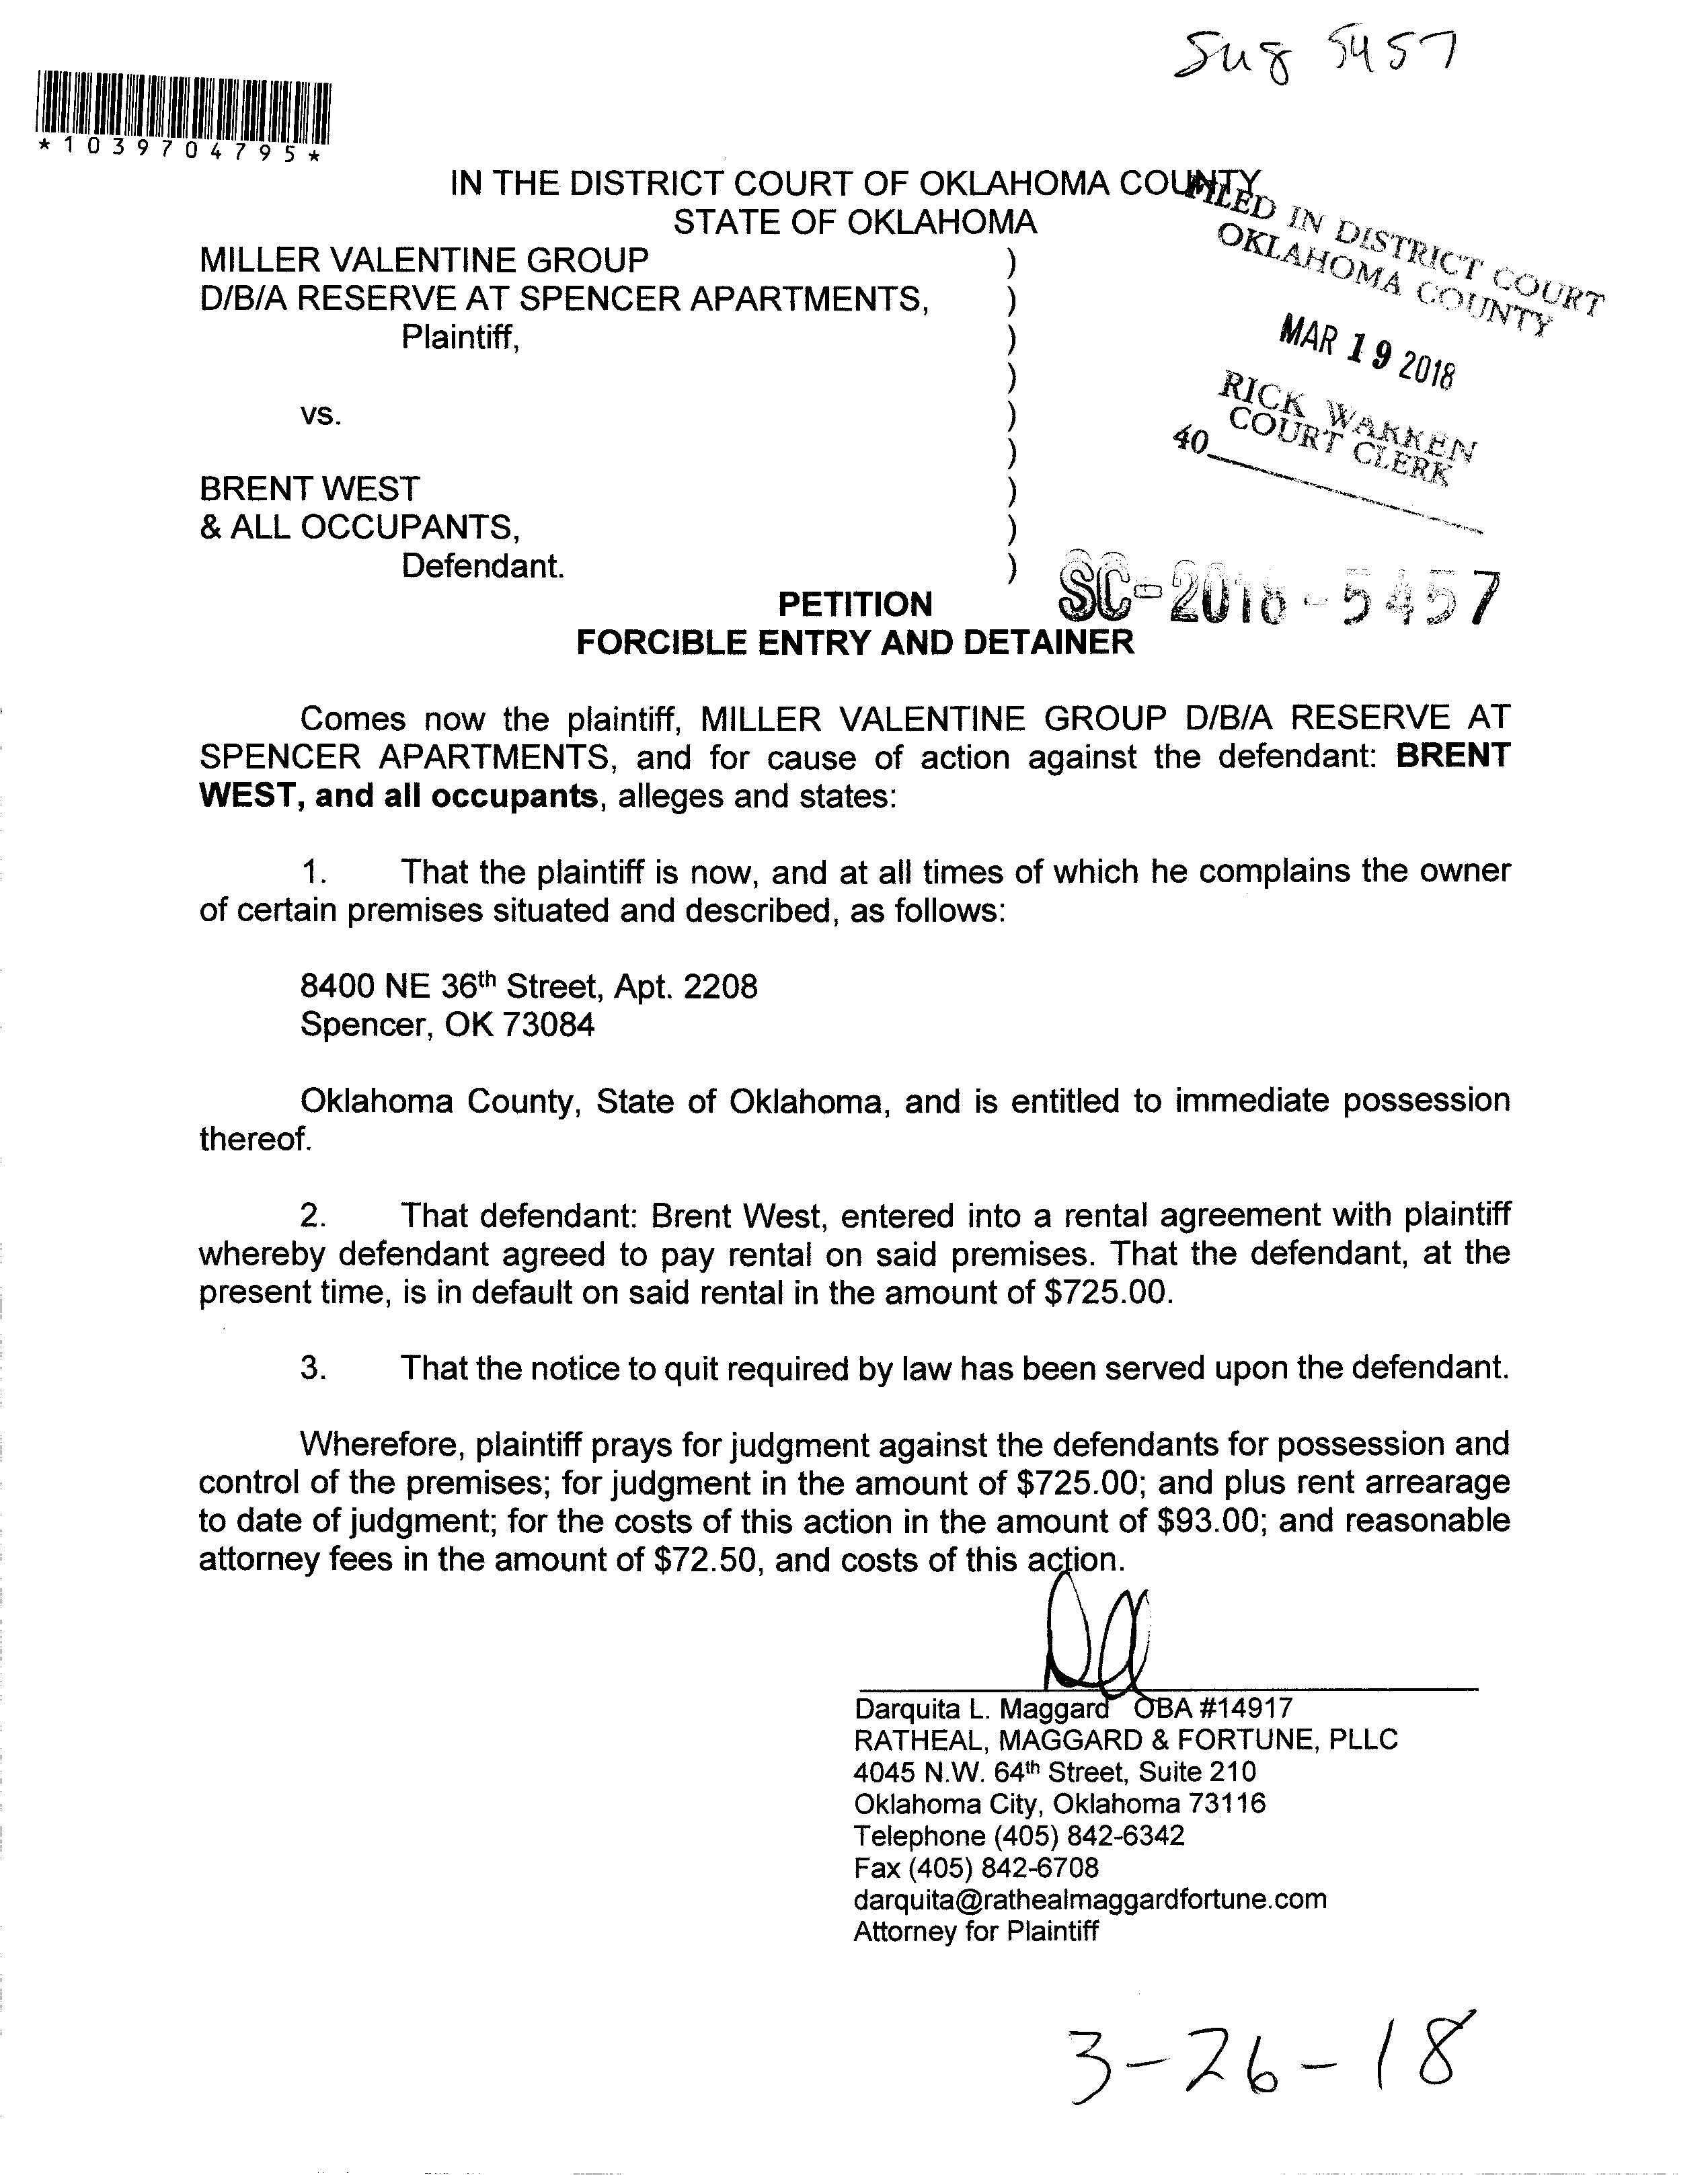 5457
*1039704795*
IN THE DISTRICT COURT OF OKLAHOMA COUNTY
STATE OF OKLAHOMA
FILED IN DISTRICT COURT
OKLAHOMA COUNTY
MAR 19 2018
RICK WARREN
COURT CLERK
40
MILLER VALENTINE GROUP )
D/B/A RESERVE AT SPENCER APARTMENTS, )
Plaintiff, )
)
vs. )
)
BRENT WEST )
& ALL OCCUPANTS, )
Defendant. )
SC-2018-5457
PETITION
FORCIBLE ENTRY AND DETAINER
Comes now the plaintiff, MILLER VALENTINE GROUP D/B/A RESERVE AT
SPENCER APARTMENTS, and for cause of action against the defendant: BRENT
WEST, and all occupants, alleges and states:
1. That the plaintiff is now, and at all times of which he complains the owner
of certain premises situated and described, as follows:
8400 NE 36th Street, Apt. 2208
Spencer, OK 73084
Oklahoma County, State of Oklahoma, and is entitled to immediate possession
thereof.
2. That defendant: Brent West, entered into a rental agreement with plaintiff
whereby defendant agreed to pay rental on said premises. That the defendant, at the
present time, is in default on said rental in the amount of $725.00.
3. That the notice to quit required by law has been served upon the defendant.
Wherefore, plaintiff prays for judgment against the defendants for possession and
control of the premises; for judgment in the amount of $725.00; and plus rent arrearage
to date of judgment; for the costs of this action in the amount of $93.00; and reasonable
attorney fees in the amount of $72.50, and costs of this action.
Darquita L. Maggard OBA #14917
RATHEAL, MAGGARD & FORTUNE, PLLC
4045 N.W. 64th Street, Suite 210
Oklahoma City, Oklahoma 73116
Telephone (405) 842-6342
Fax (405) 842-6708
darquita@rathealmaggardfortune.com
Attorney for Plaintiff
3-26-18